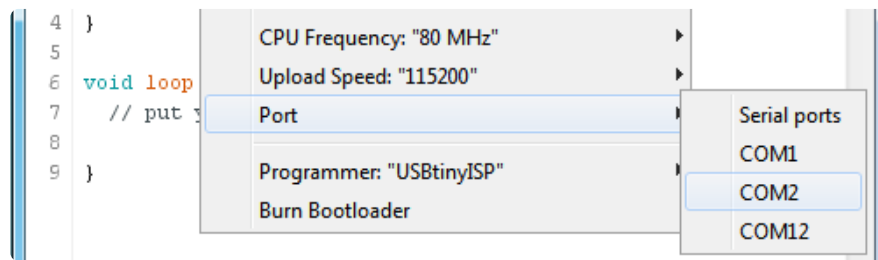 4 }
5
6 void loop
7 // put
8
9 }
CPU Frequency: "80 MHz"
Upload Speed: "115200"
Port
Programmer: "USBtinyISP"
Burn Bootloader
Serial ports
COM1
COM2
COM12